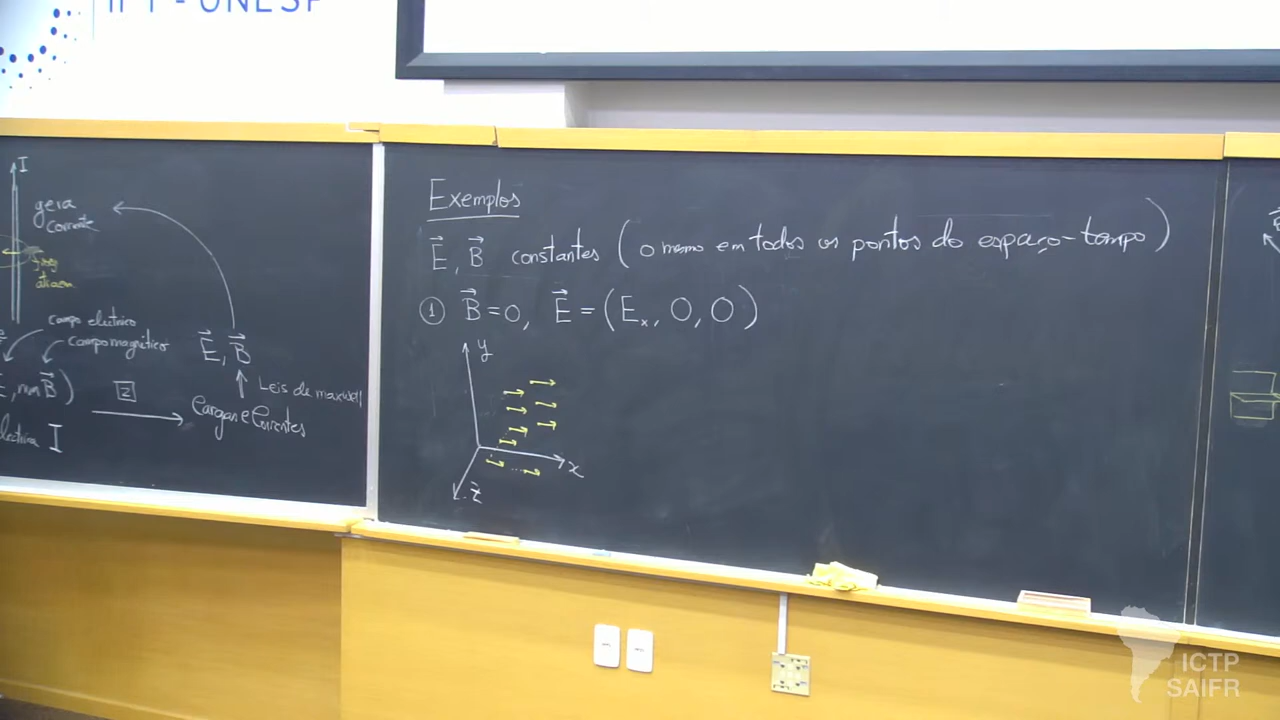 IFT - UNESP
I
gera
corrente
campo electrico
campo magnético
E⃗, B⃗
, m B⃗)
2
Leis de maxwell
Cargas e Correntes
I
Exemplos
E⃗, B⃗ constantes (o mesmo em todos os pontos do espaço-tempo)
① B⃗ = 0, E⃗ = (Eₓ, 0, 0)
y
x
z
ICTP
SAIFR